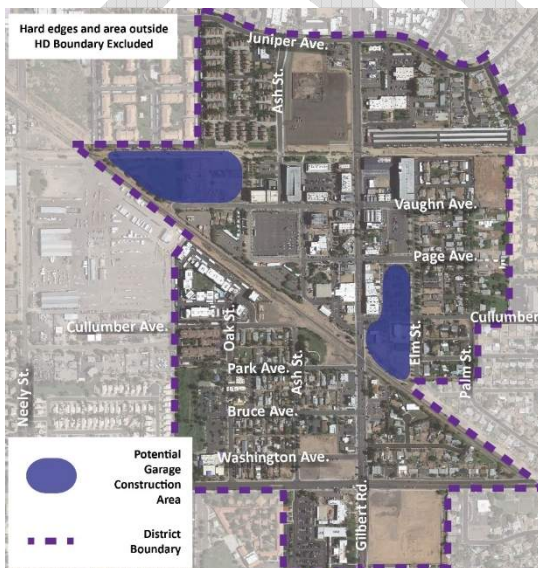 Hard edges and area outside
HD Boundary Excluded
Juniper Ave.
Ash St.
Vaughn Ave.
Page Ave.
Cullumber Ave.
Oak St.
Elm St.
Cullumber
Neely St.
Park Ave.
Ash St.
Palm St.
Bruce Ave.
Washington Ave.
Gilbert Rd.
Potential
Garage
Construction
Area
District
Boundary